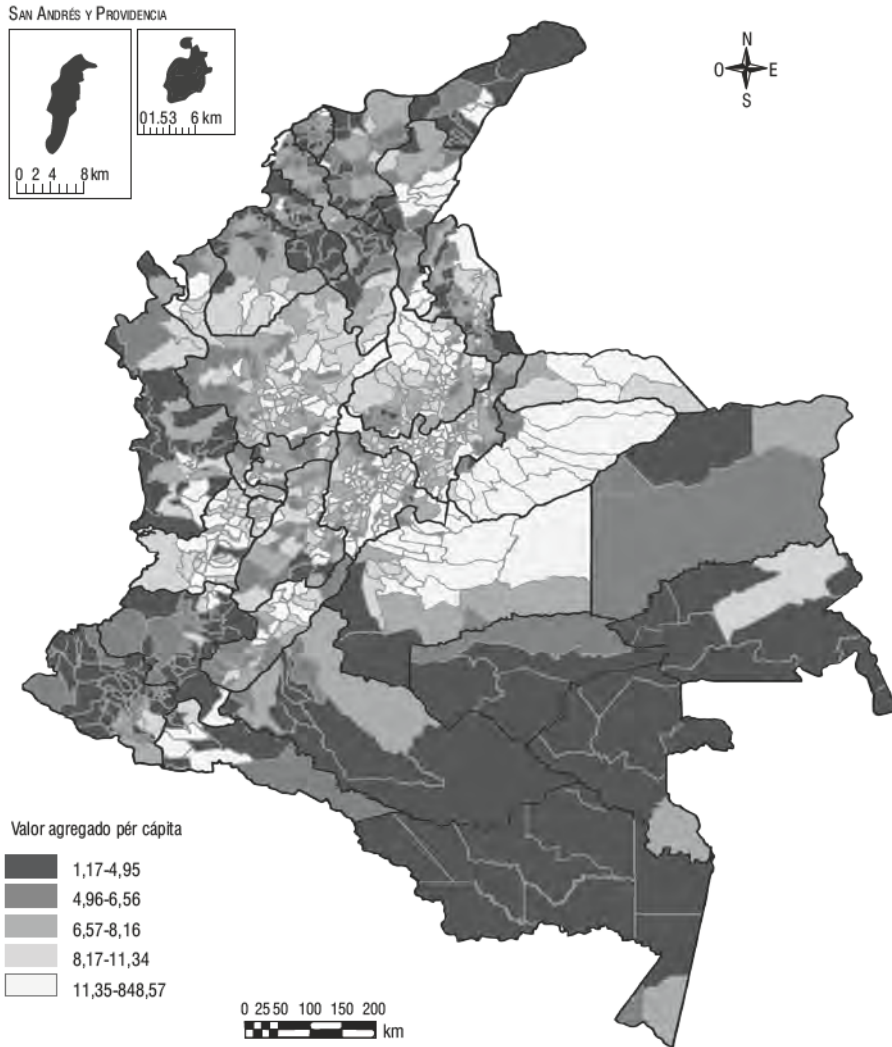 SAN ANDRÉS Y PROVIDENCIA
0 2 4 8 km
01.53 6 km
N
O E
S
Valor agregado pér cápita
1,17-4,95
4,96-6,56
6,57-8,16
8,17-11,34
11,35-848,57
0 25 50 100 150 200
km